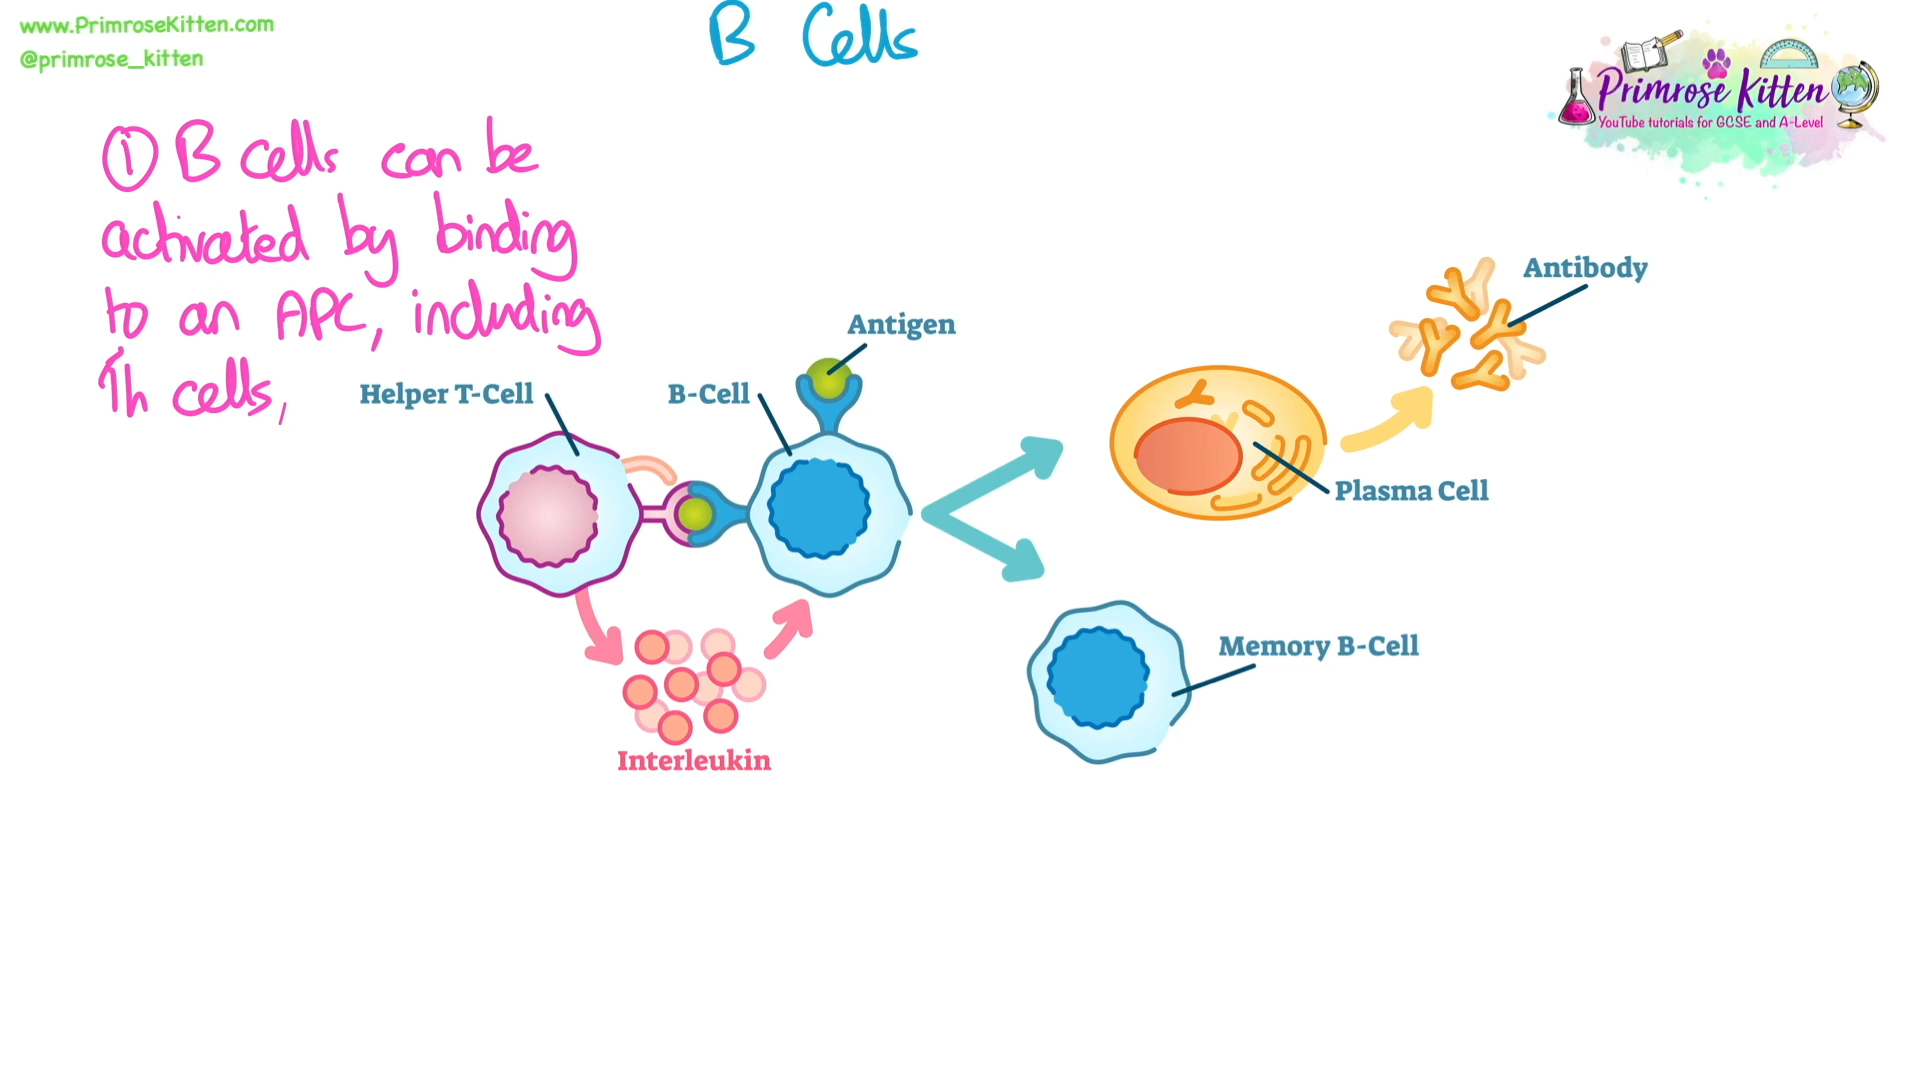 www.PrimroseKitten.com
@primrose_kitten
B Cells
Primrose Kitten
YouTube tutorials for GCSE and A-Level
① B cells can be
activated by binding
to an APC, including
Th cells,
Antibody
Antigen
Helper T-Cell
B-Cell
Plasma Cell
Memory B-Cell
Interleukin